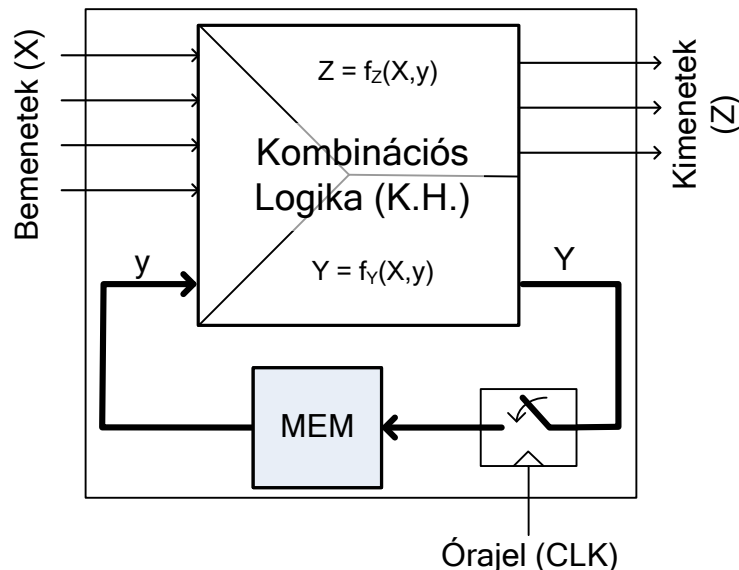 Bemenetek (X)
Z = fZ(X,y)
Kimenetek
(Z)
Kombinációs
Logika (K.H.)
y
Y = fY(X,y)
Y
MEM
Órajel (CLK)